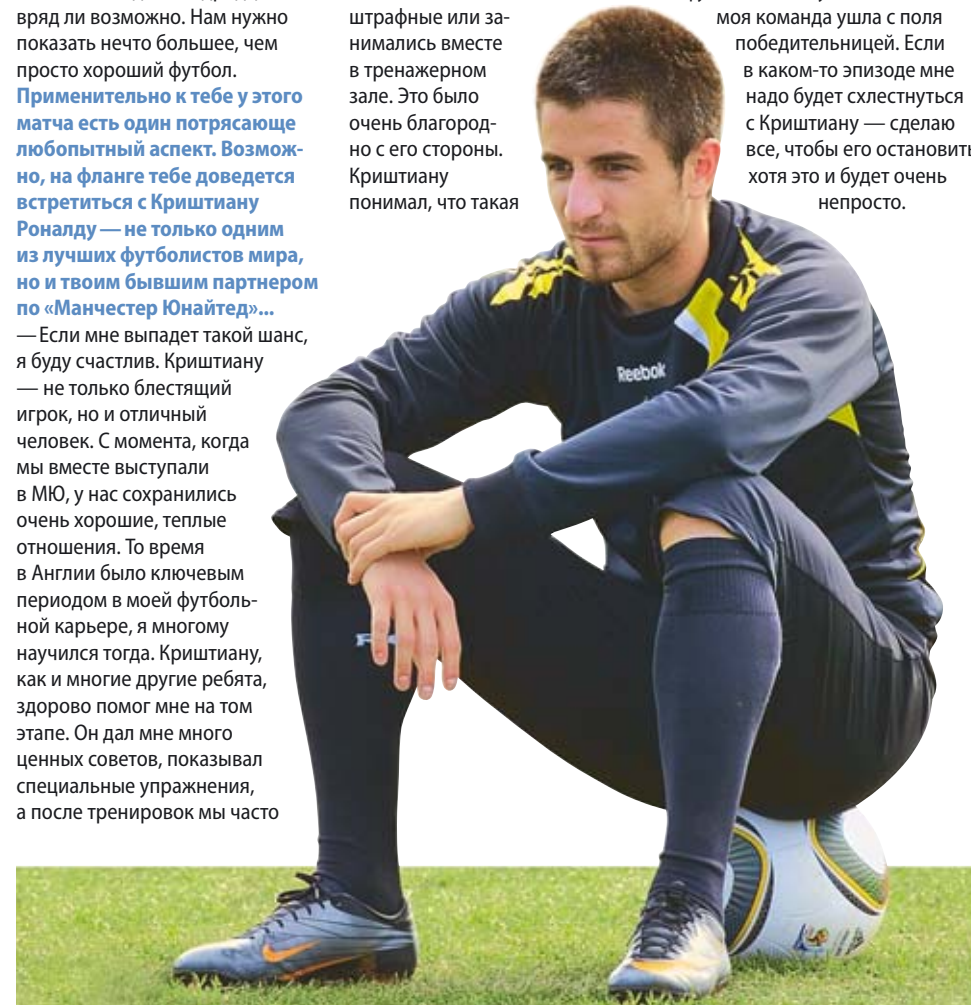 вряд ли возможно. Нам нужно
показать нечто большее, чем
просто хороший футбол.
Применительно к тебе у этого
матча есть один потрясающе
любопытный аспект. Возмож-
но, на фланге тебе доведется
встретиться с Криштиану
Роналду — не только одним
из лучших футболистов мира,
но и твоим бывшим партнером
по «Манчестер Юнайтед»...
— Если мне выпадет такой шанс,
я буду счастлив. Криштиану
— не только блестящий
игрок, но и отличный
человек. С момента, когда
мы вместе выступали
в МЮ, у нас сохранились
очень хорошие, теплые
отношения. То время
в Англии было ключевым
периодом в моей футболь-
ной карьере, я многому
научился тогда. Криштиану,
как и многие другие ребята,
здорово помог мне на том
этапе. Он дал мне много
ценных советов, показывал
специальные упражнения,
а после тренировок мы часто
штрафные или за-
нимались вместе
в тренажерном
зале. Это было
очень благород-
но с его стороны.
Криштиану
понимал, что такая
моя команда ушла с поля
победительницей. Если
в каком-то эпизоде мне
надо будет схлестнуться
с Криштиану — сделаю
все, чтобы его остановить
хотя это и будет очень
непросто.
Reebok